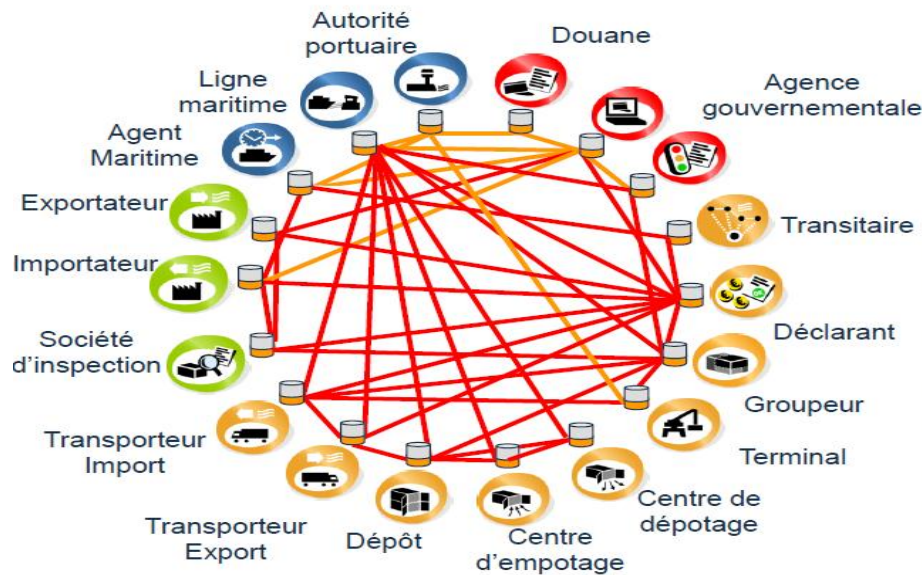 Autorité
portuaire
Douane
Ligne
maritime
Agence
gouvernementale
Agent
Maritime
Exportateur
Transitaire
Importateur
Déclarant
Société
d'inspection
Groupeur
Transporteur
Import
Terminal
Centre de
dépotage
Transporteur
Export
Dépôt
Centre
d'empotage